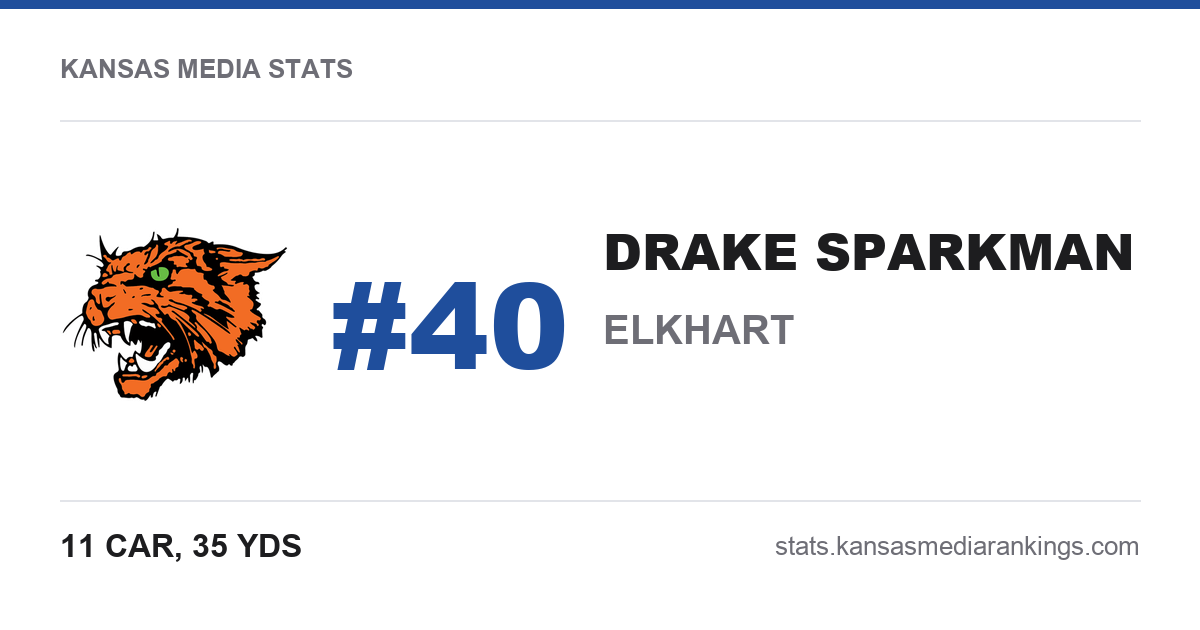 KANSAS MEDIA STATS
#40
DRAKE SPARKMAN
ELKHART
11 CAR, 35 YDS
stats.kansasmediarankings.com